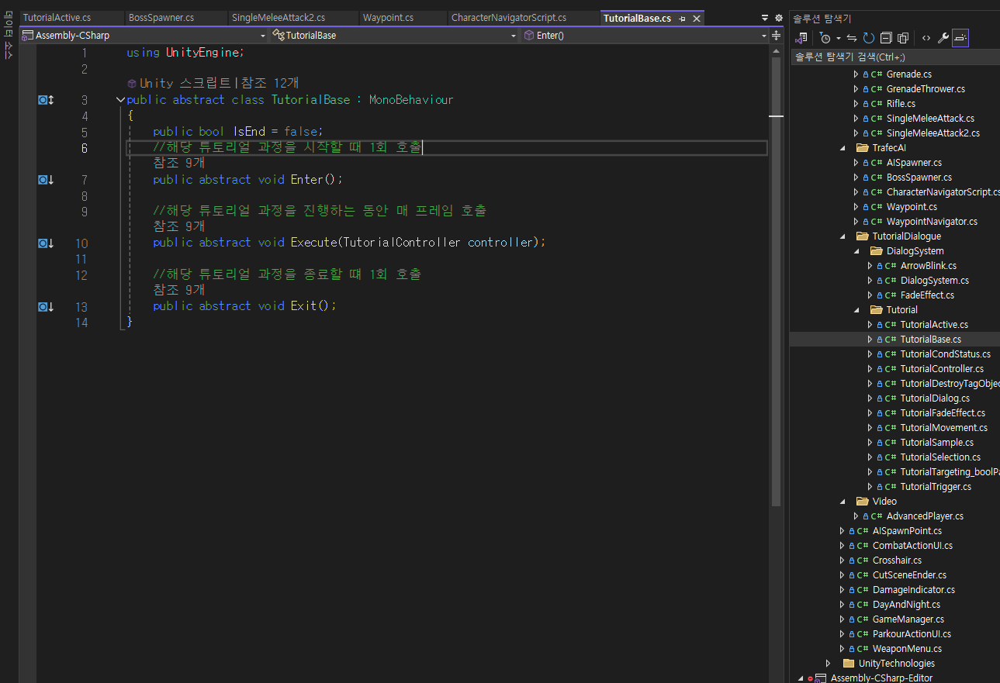 데이터 소스
TutorialActive.cs
BossSpawner.cs
SingleMeleeAttack2.cs
Waypoint.cs
CharacterNavigatorScript.cs
TutorialBase.cs
Assembly-CSharp
TutorialBase
Enter()
1 using UnityEngine;
2
Unity 스크립트|참조 12개
3 public abstract class TutorialBase : MonoBehaviour
4 {
5 public bool IsEnd = false;
6 //해당 튜토리얼 과정을 시작할 때 1회 호출
참조 9개
7 public abstract void Enter();
8
9 //해당 튜토리얼 과정을 진행하는 동안 매 프레임 호출
참조 9개
10 public abstract void Execute(TutorialController controller);
11
12 //해당 튜토리얼 과정을 종료할 때 1회 호출
참조 9개
13 public abstract void Exit();
14 }
솔루션 탐색기
솔루션 탐색기 검색(Ctrl+;)
C# Grenade.cs
C# GrenadeThrower.cs
C# Rifle.cs
C# SingleMeleeAttack.cs
C# SingleMeleeAttack2.cs
TrafecAI
C# AISpawner.cs
C# BossSpawner.cs
C# CharacterNavigatorScript.cs
C# Waypoint.cs
C# WaypointNavigator.cs
TutorialDialogue
DialogSystem
C# ArrowBlink.cs
C# DialogSystem.cs
C# FadeEffect.cs
Tutorial
C# TutorialActive.cs
C# TutorialBase.cs
C# TutorialCondStatus.cs
C# TutorialController.cs
C# TutorialDestroyTagObjec
C# TutorialDialog.cs
C# TutorialFadeEffect.cs
C# TutorialMovement.cs
C# TutorialSample.cs
C# TutorialSelection.cs
C# TutorialTargeting_boolPa
C# TutorialTrigger.cs
Video
C# AdvancedPlayer.cs
C# AISpawnPoint.cs
C# CombatActionUI.cs
C# Crosshair.cs
C# CutSceneEnder.cs
C# DamageIndicator.cs
C# DayAndNight.cs
C# GameManager.cs
C# ParkourActionUI.cs
C# WeaponMenu.cs
UnityTechnologies
Assembly-CSharp-Editor